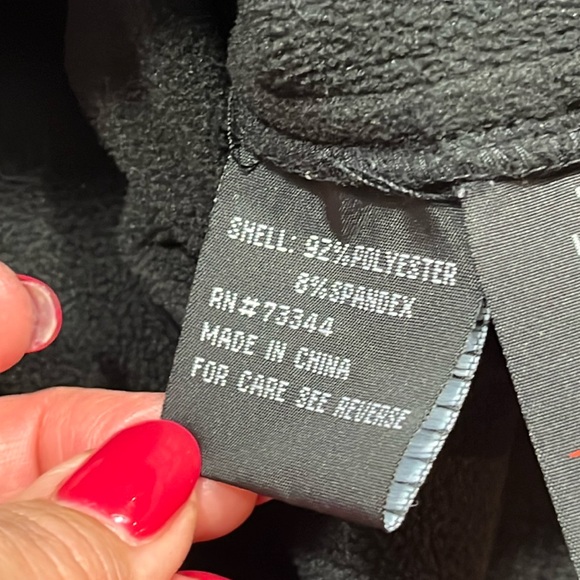 SHELL: 92%POLYESTER
8%SPANDEX
RN#73344
MADE IN CHINA
FOR CARE SEE REVERSE